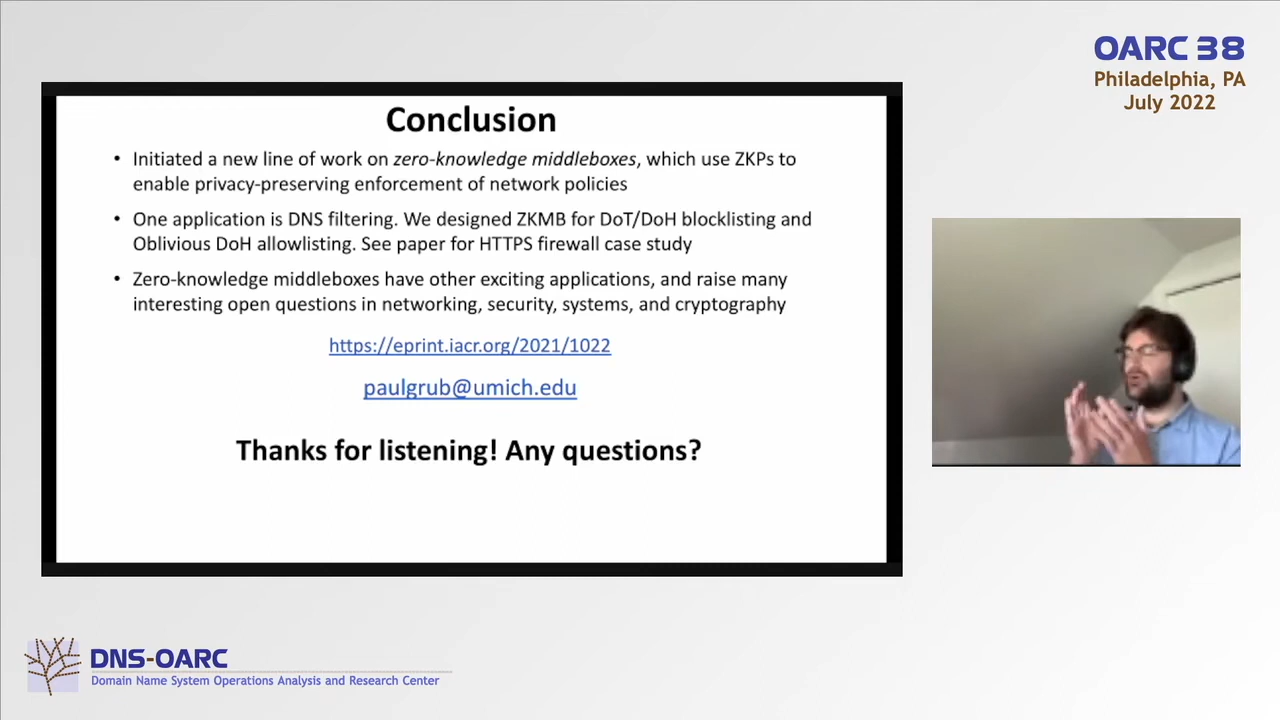 OARC 38
Philadelphia, PA
July 2022
Conclusion
• Initiated a new line of work on zero-knowledge middleboxes, which use ZKPs to
enable privacy-preserving enforcement of network policies
• One application is DNS filtering. We designed ZKMB for DoT/DoH blocklisting and
Oblivious DoH allowlisting. See paper for HTTPS firewall case study
• Zero-knowledge middleboxes have other exciting applications, and raise many
interesting open questions in networking, security, systems, and cryptography
https://eprint.iacr.org/2021/1022
paulgrub@umich.edu
Thanks for listening! Any questions?
DNS-OARC
Domain Name System Operations Analysis and Research Center